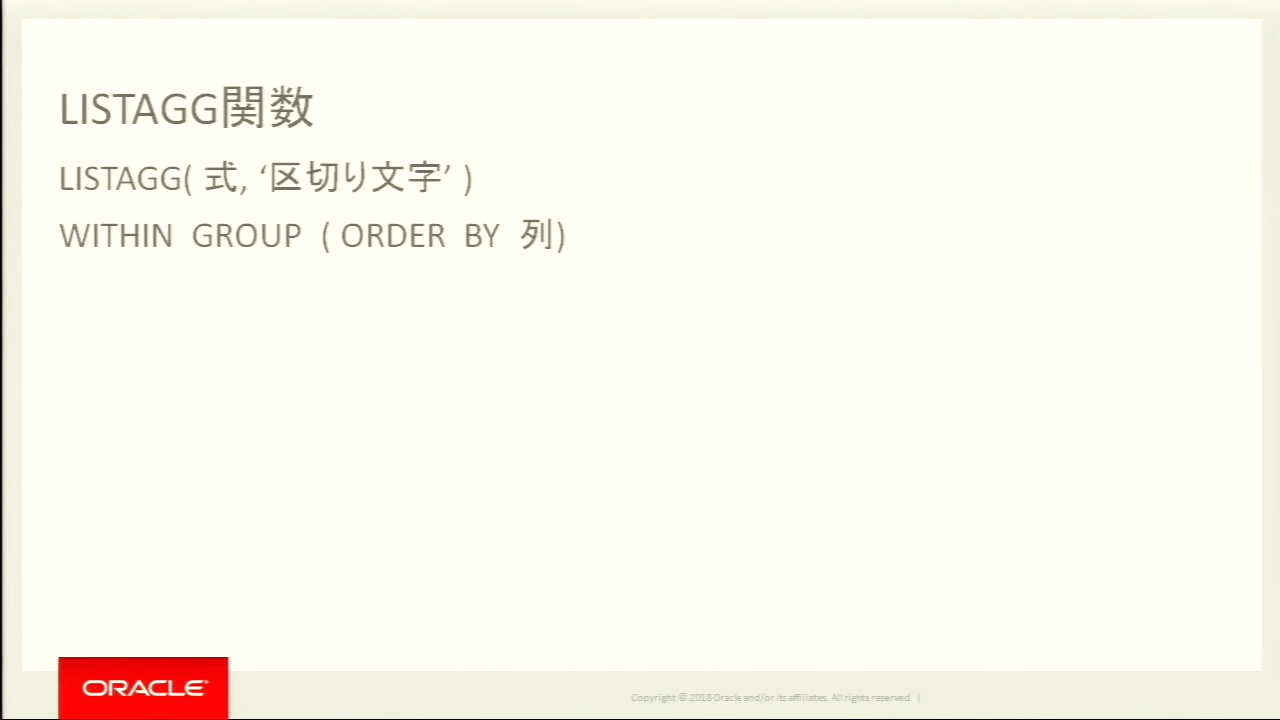 LISTAGG関数
LISTAGG( 式, ‘区切り文字’ )
WITHIN GROUP ( ORDER BY 列)
ORACLE®
Copyright © 2018 Oracle and/or its affiliates. All rights reserved. |